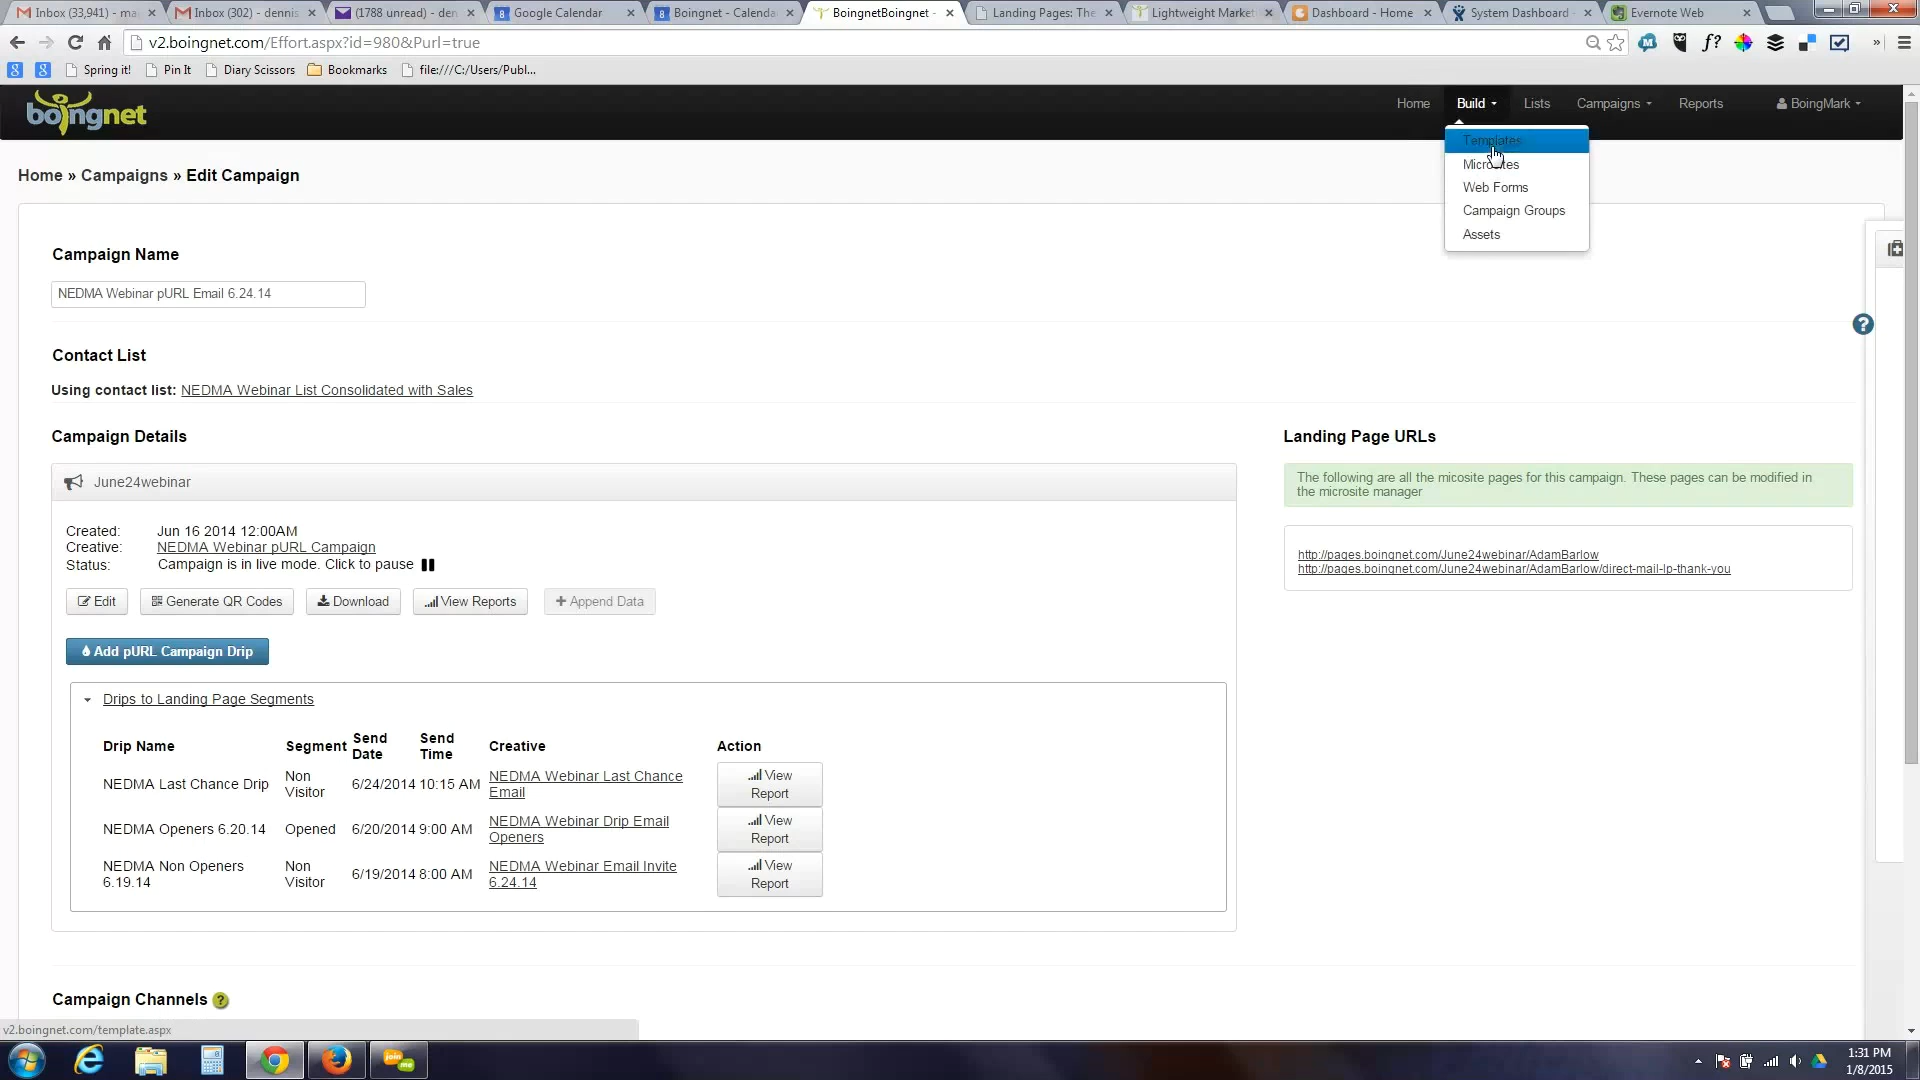 Inbox (33,941) - ma
Inbox (302) - dennis
(1788 unread) - den
Google Calendar
Boingnet - Calenda
BoingnetBoingnet -
Landing Pages: The
Lightweight Market
Dashboard - Home
System Dashboard -
Evernote Web
v2.boingnet.com/Effort.aspx?id=980&Purl=true
Spring it!
Pin It
Diary Scissors
Bookmarks
file:///C:/Users/Publ...
boingnet
Home
Build
Lists
Campaigns
Reports
BoingMark
Templates
Microsites
Web Forms
Campaign Groups
Assets
Home » Campaigns » Edit Campaign
Campaign Name
NEDMA Webinar pURL Email 6.24.14
Contact List
Using contact list: NEDMA Webinar List Consolidated with Sales
Campaign Details
June24webinar
Created: Jun 16 2014 12:00AM
Creative: NEDMA Webinar pURL Campaign
Status: Campaign is in live mode. Click to pause
Edit
Generate QR Codes
Download
View Reports
Append Data
Add pURL Campaign Drip
Drips to Landing Page Segments
Drip Name
Segment
Send
Date
Send
Time
Creative
Action
NEDMA Last Chance Drip
Non
Visitor
6/24/2014 10:15 AM
NEDMA Webinar Last Chance
Email
View
Report
NEDMA Openers 6.20.14
Opened
6/20/2014 9:00 AM
NEDMA Webinar Drip Email
Openers
View
Report
NEDMA Non Openers
6.19.14
Non
Visitor
6/19/2014 8:00 AM
NEDMA Webinar Email Invite
6.24.14
View
Report
Landing Page URLs
The following are all the micosite pages for this campaign. These pages can be modified in
the microsite manager
http://pages.boingnet.com/June24webinar/AdamBarlow
http://pages.boingnet.com/June24webinar/AdamBarlow/direct-mail-lp-thank-you
Campaign Channels
v2.boingnet.com/template.aspx
join
me
1:31 PM
1/8/2015